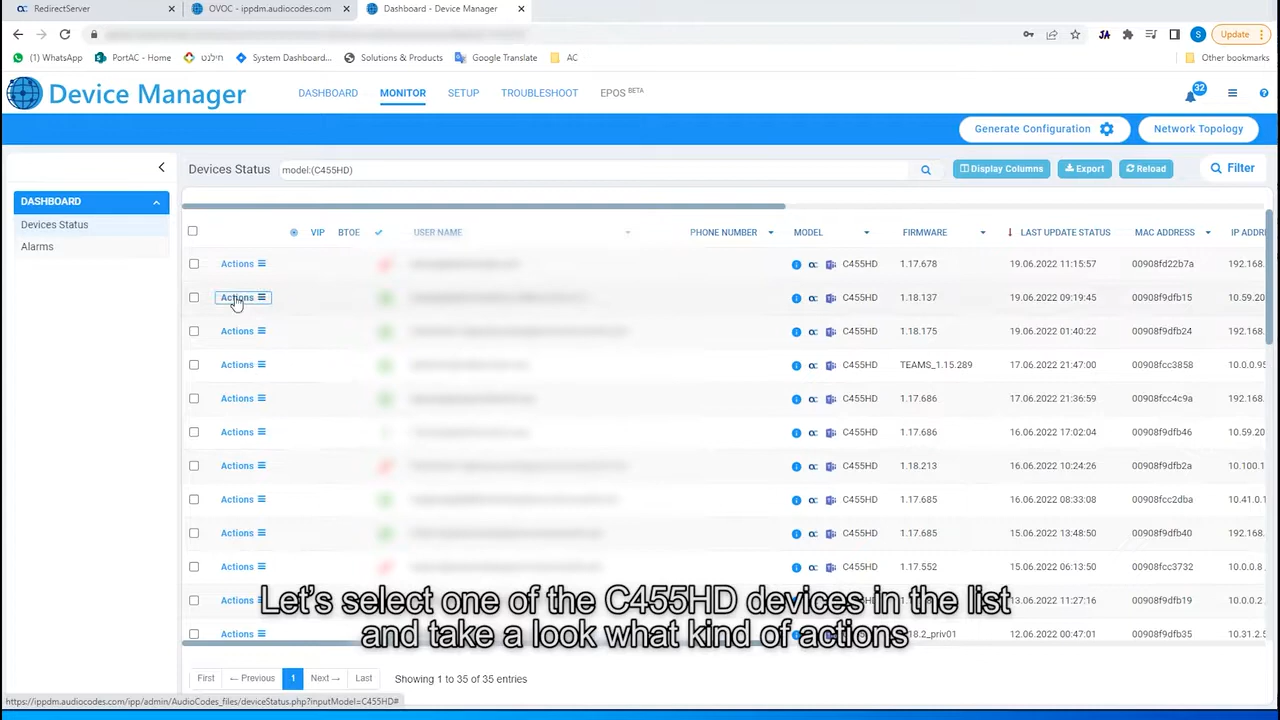 RedirectServer
OVOC - ippdm.audiocodes.com
Dashboard - Device Manager
Update
(1) WhatsApp
PortAC - Home
חילנט
System Dashboard...
Solutions & Products
Google Translate
AC
Other bookmarks
Device Manager
DASHBOARD
MONITOR
SETUP
TROUBLESHOOT
EPOS BETA
32
Generate Configuration
Network Topology
Devices Status
model:(C455HD)
Display Columns
Export
Reload
Filter
DASHBOARD
Devices Status
Alarms
VIP BTOE USER NAME PHONE NUMBER MODEL FIRMWARE LAST UPDATE STATUS MAC ADDRESS IP ADDR
Actions C455HD 1.17.678 19.06.2022 11:15:57 00908fd22b7a 192.168.
Actions C455HD 1.18.137 19.06.2022 09:19:45 00908f9dfb15 10.59.20
Actions C455HD 1.18.175 19.06.2022 01:40:22 00908f9dfb24 192.168.
Actions C455HD TEAMS_1.15.289 17.06.2022 21:47:00 00908fcc3858 10.0.0.95
Actions C455HD 1.17.686 17.06.2022 21:36:59 00908fcc4c9a 192.168.
Actions C455HD 1.17.686 16.06.2022 17:02:04 00908f9dfb46 10.59.20
Actions C455HD 1.18.213 16.06.2022 10:24:26 00908f9dfb2a 10.100.1
Actions C455HD 1.17.685 16.06.2022 08:33:08 00908fcc2dba 10.41.0.1
Actions C455HD 1.17.685 15.06.2022 13:48:50 00908f9dfb40 192.168.
Actions C455HD 1.17.552 15.06.2022 06:13:50 00908fcc3732 10.0.0.8
Actions 13.06.2022 11:27:16 00908f9dfb19 10.0.0.2
Actions 18.2_priv01 12.06.2022 00:47:01 00908f9dfb35 10.31.2.5
Let's select one of the C455HD devices in the list
and take a look what kind of actions
First
← Previous
1
Next →
Last
Showing 1 to 35 of 35 entries
https://ippdm.audiocodes.com/ipp/admin/AudioCodes_files/deviceStatus.php?inputModel=C455HD#